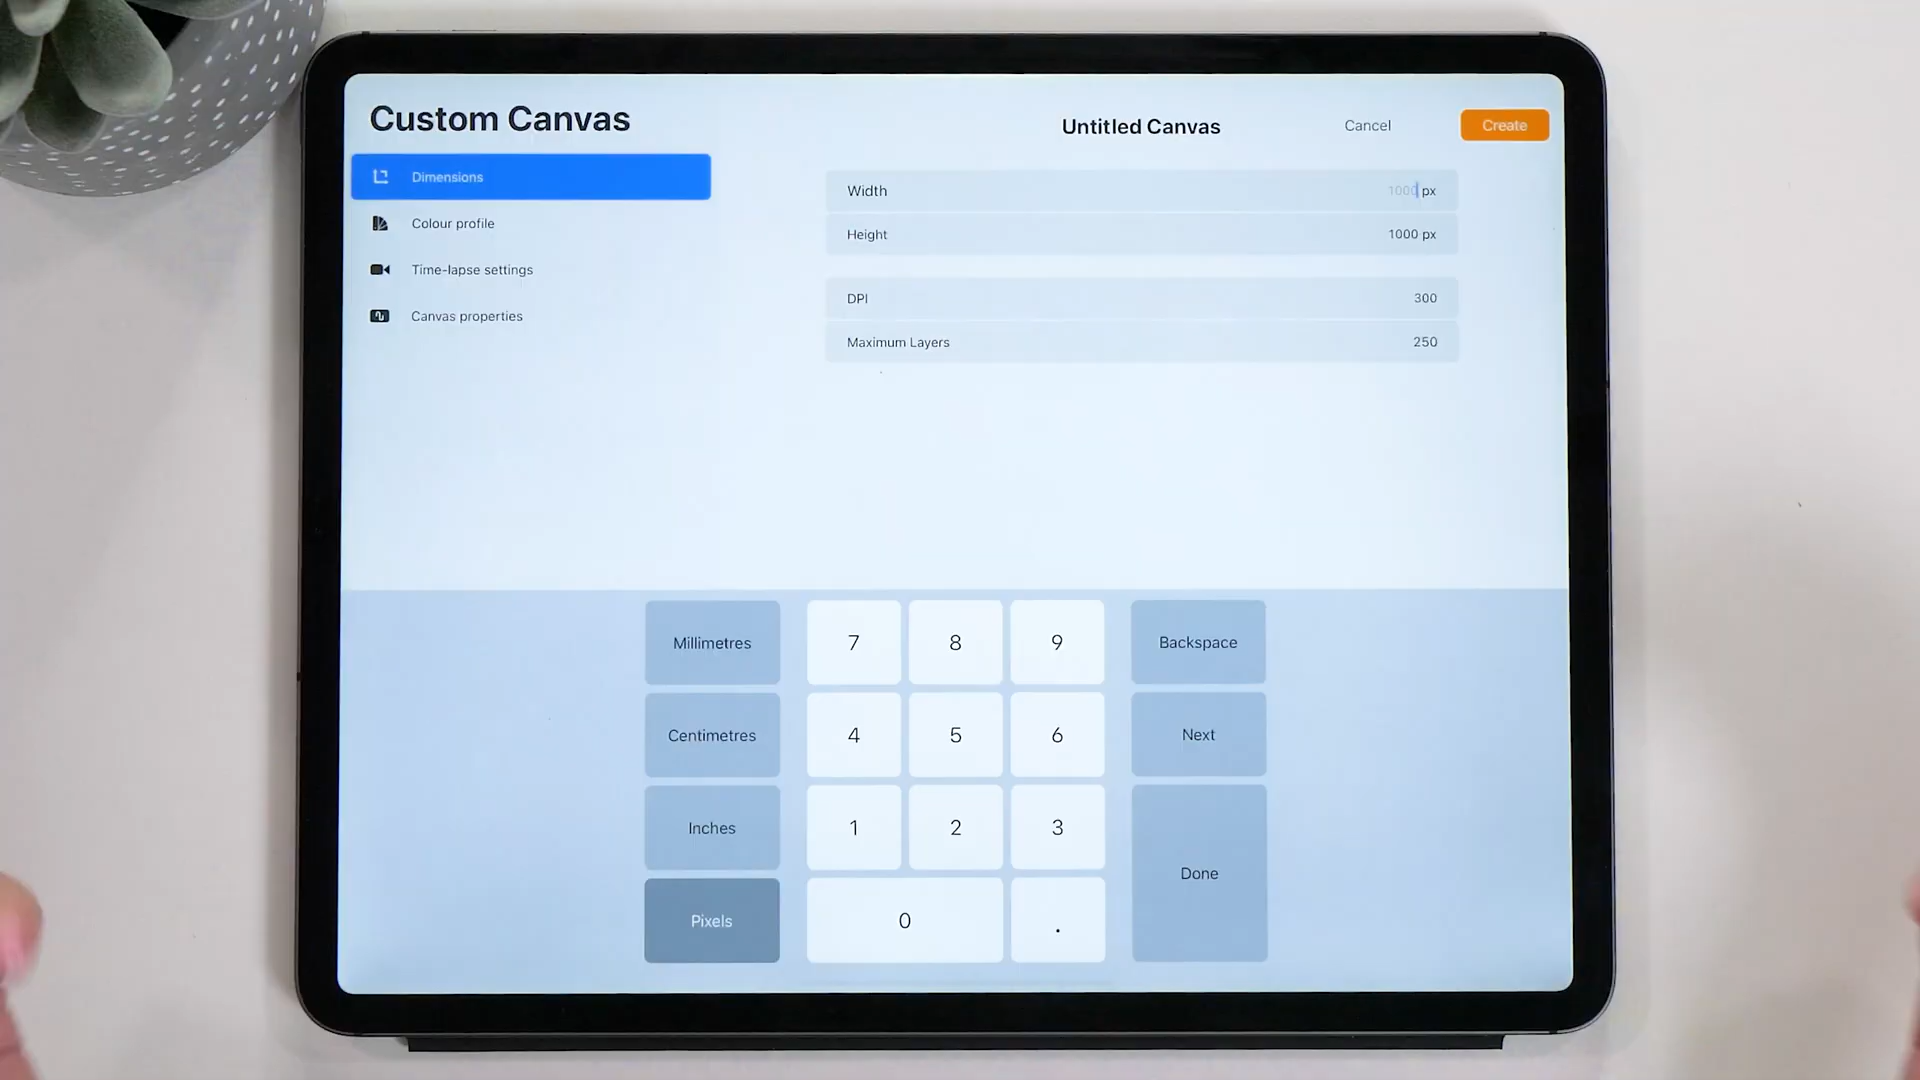 Custom Canvas
Untitled Canvas
Cancel
Create
Dimensions
Colour profile
Time-lapse settings
Canvas properties
Width 1000 px
Height 1000 px
DPI 300
Maximum Layers 250
Millimetres 7 8 9 Backspace
Centimetres 4 5 6 Next
Inches 1 2 3 Done
Pixels 0 .